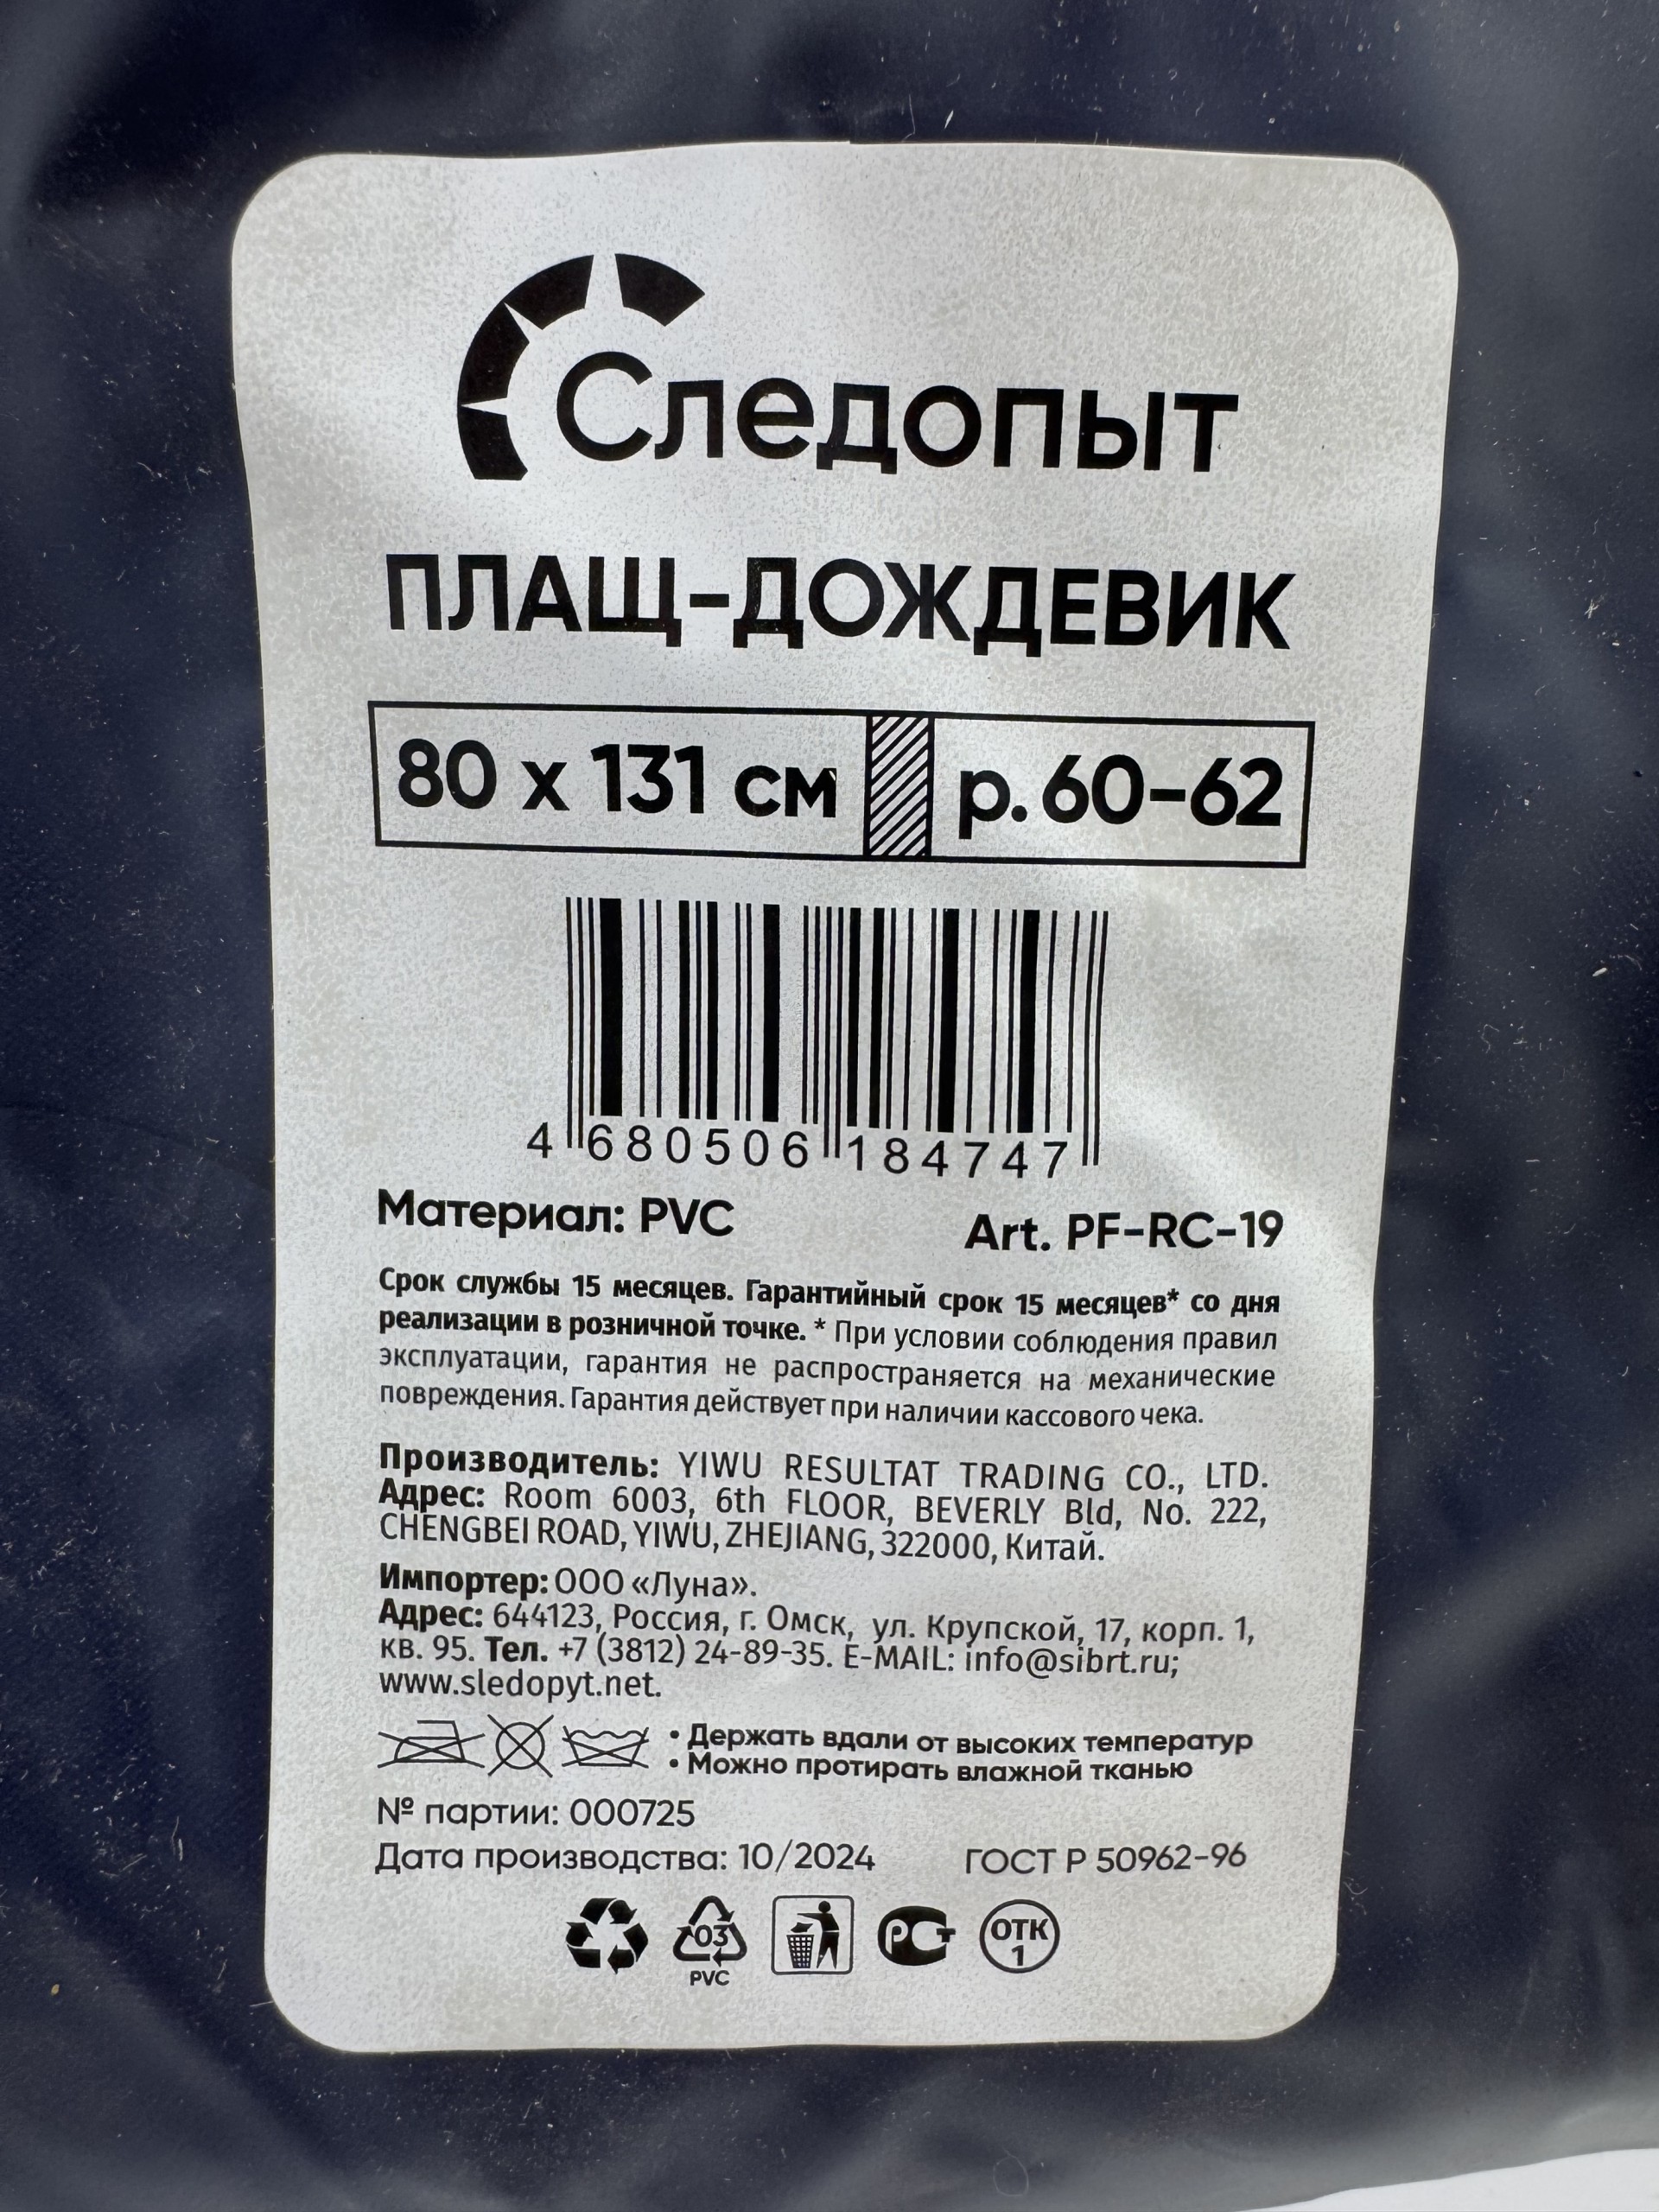 Следопыт
ПЛАЩ-ДОЖДЕВИК
80 х 131 см р. 60-62
4 680506 184747
Материал: PVC Art. PF-RC-19
Срок службы 15 месяцев. Гарантийный срок 15 месяцев* со дня
реализации в розничной точке. * При условии соблюдения правил
эксплуатации, гарантия не распространяется на механические
повреждения. Гарантия действует при наличии кассового чека.
Производитель: YIWU RESULTAT TRADING CO., LTD.
Адрес: Room 6003, 6th FLOOR, BEVERLY Bld, No. 222,
CHENGBEI ROAD, YIWU, ZHEJIANG, 322000, Китай.
Импортер: ООО «Луна».
Адрес: 644123, Россия, г. Омск, ул. Крупской, 17, корп. 1,
кв. 95. Тел. +7 (3812) 24-89-35. E-MAIL: info@sibrt.ru;
www.sledopyt.net.
• Держать вдали от высоких температур
• Можно протирать влажной тканью
№ партии: 000725
Дата производства: 10/2024 ГОСТ Р 50962-96
03 РСТ ОТК
PVC 1